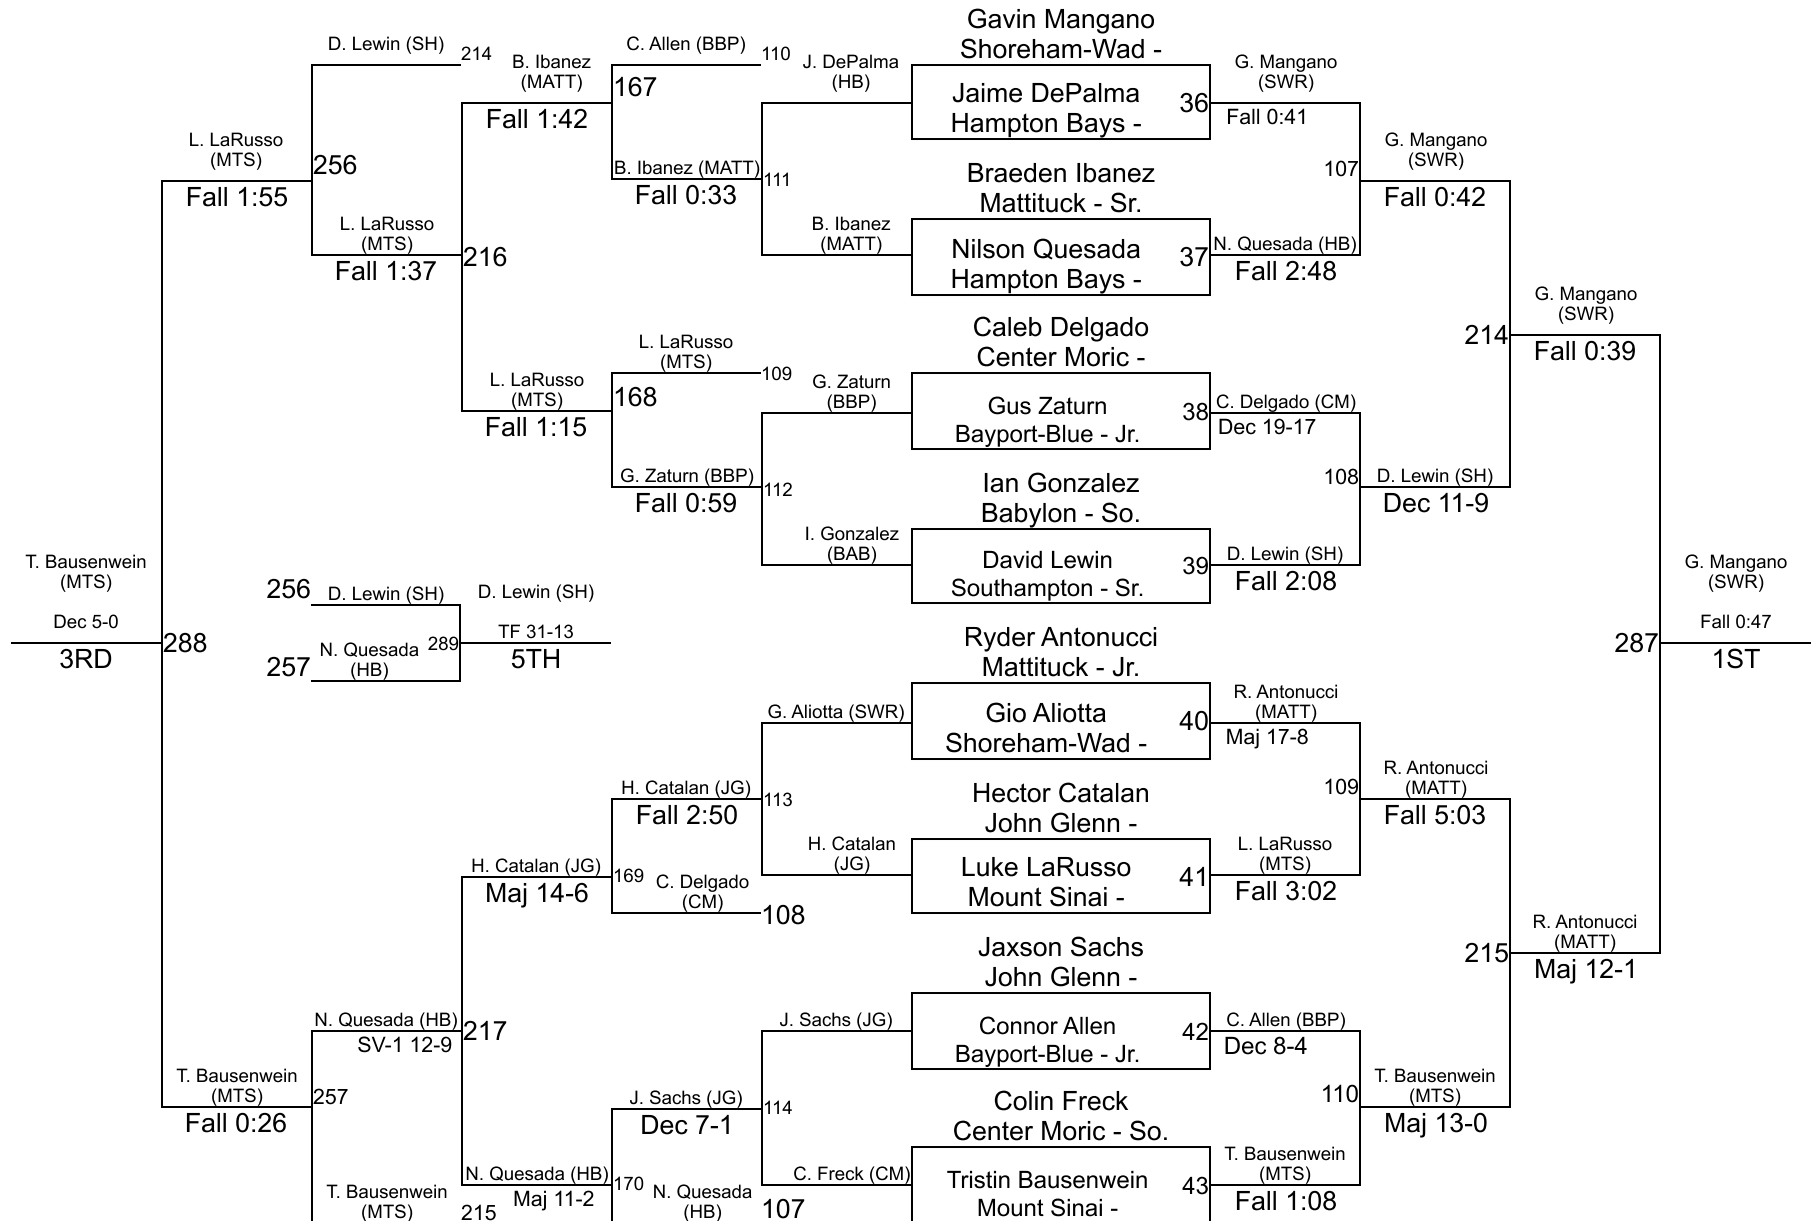 Gavin Mangano
Shoreham-Wad -
D. Lewin (SH)
214
C. Allen (BBP)
110
B. Ibanez
(MATT)
167
Fall 1:42
J. DePalma
(HB)
Jaime DePalma
Hampton Bays -
36
G. Mangano
(SWR)
Fall 0:41
L. LaRusso
(MTS)
256
Fall 1:55
B. Ibanez (MATT)
111
Fall 0:33
Braeden Ibanez
Mattituck - Sr.
107
G. Mangano
(SWR)
Fall 0:42
L. LaRusso
(MTS)
216
Fall 1:37
B. Ibanez
(MATT)
Nilson Quesada
Hampton Bays -
37
N. Quesada (HB)
Fall 2:48
G. Mangano
(SWR)
214
Fall 0:39
Caleb Delgado
Center Moric -
L. LaRusso
(MTS)
109
L. LaRusso
(MTS)
168
Fall 1:15
G. Zaturn
(BBP)
Gus Zaturn
Bayport-Blue - Jr.
38
C. Delgado (CM)
Dec 19-17
G. Zaturn (BBP)
112
Fall 0:59
Ian Gonzalez
Babylon - So.
108
D. Lewin (SH)
Dec 11-9
I. Gonzalez
(BAB)
David Lewin
Southampton - Sr.
39
D. Lewin (SH)
Fall 2:08
T. Bausenwein
(MTS)
Dec 5-0
288
3RD
256
D. Lewin (SH)
D. Lewin (SH)
289
TF 31-13
5TH
257
N. Quesada
(HB)
G. Mangano
(SWR)
Fall 0:47
287
1ST
Ryder Antonucci
Mattituck - Jr.
G. Aliotta (SWR)
Gio Aliotta
Shoreham-Wad -
40
R. Antonucci
(MATT)
Maj 17-8
H. Catalan (JG)
113
Fall 2:50
Hector Catalan
John Glenn -
109
R. Antonucci
(MATT)
Fall 5:03
H. Catalan (JG)
169
Maj 14-6
C. Delgado
(CM)
108
H. Catalan
(JG)
Luke LaRusso
Mount Sinai -
41
L. LaRusso
(MTS)
Fall 3:02
R. Antonucci
(MATT)
215
Maj 12-1
Jaxson Sachs
John Glenn -
N. Quesada (HB)
217
SV-1 12-9
J. Sachs (JG)
Connor Allen
Bayport-Blue - Jr.
42
C. Allen (BBP)
Dec 8-4
T. Bausenwein
(MTS)
257
Fall 0:26
J. Sachs (JG)
114
Dec 7-1
Colin Freck
Center Moric - So.
110
T. Bausenwein
(MTS)
Maj 13-0
T. Bausenwein
(MTS)
215
N. Quesada (HB)
170
Maj 11-2
N. Quesada
(HB)
107
C. Freck (CM)
Tristin Bausenwein
Mount Sinai -
43
T. Bausenwein
(MTS)
Fall 1:08